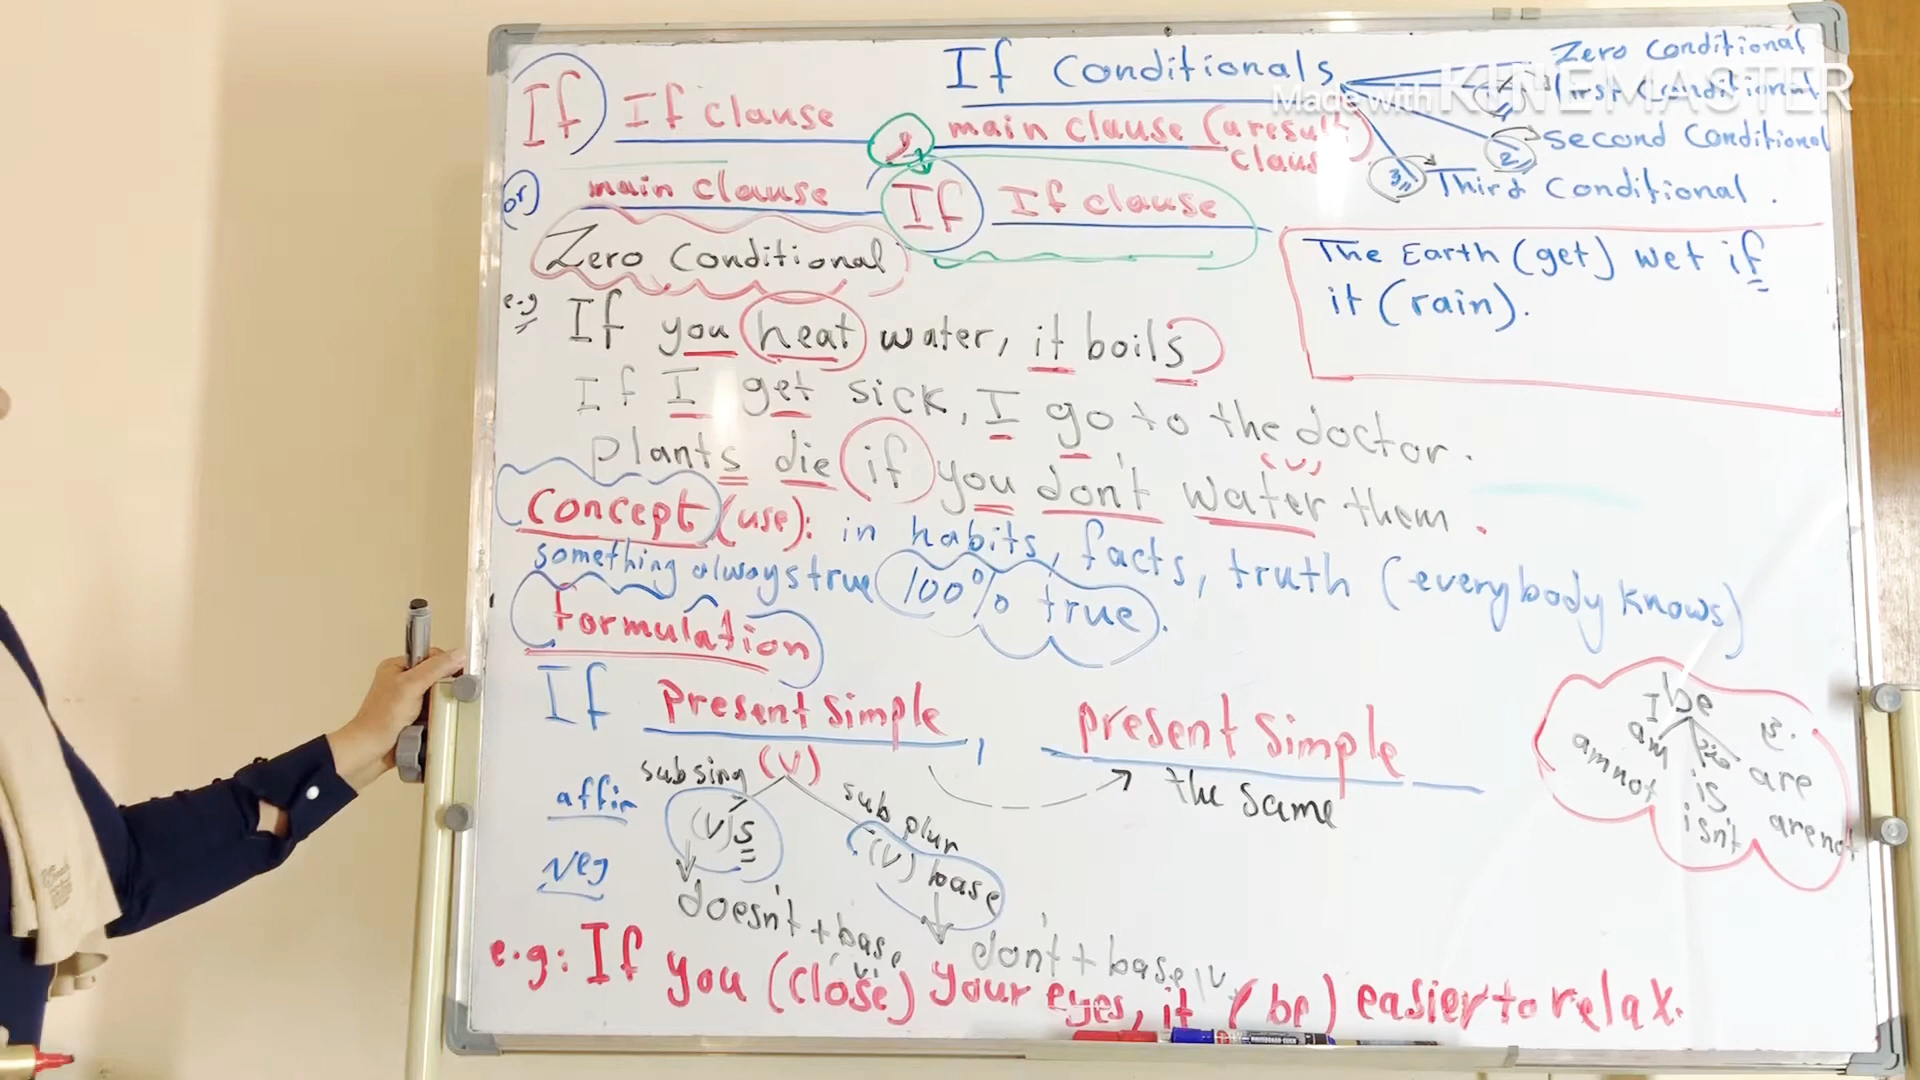 If Conditionals
Zero Conditional
first Conditional
second Conditional
2
3
Third Conditional.
Made with KINEMASTER
If If clause , main clause (a result)
claus
or) main clause If If clause
Zero Conditional
The Earth (get) wet if
it (rain).
e.g If you heat water, it boils
If I get sick, I go to the doctor.
plants die if you don't water them.
(v)
Concept (use): in habits, facts, truth (everybody knows)
something always true 100% true.
formulation
If Present Simple , present Simple
the same
(v)
sub sing
sub plur
affir
(v) s
(v) base
Neg
doesn't + base
don't + base
be
I
am
is
are
am not
isn't
are not
e.g: If you (close) your eyes, it (be) easier to relax.